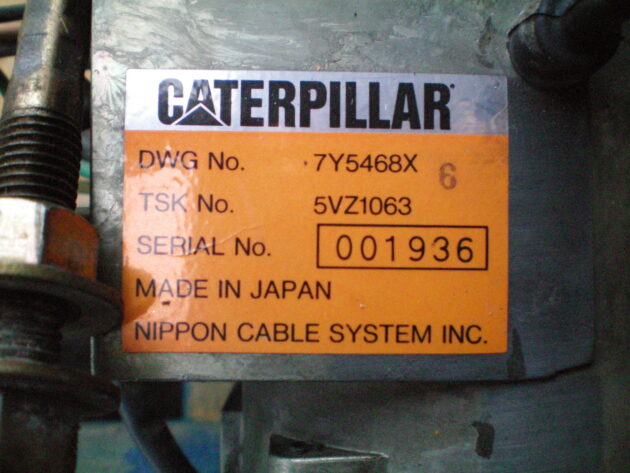 CATERPILLAR
DWG No. 7Y5468X 6
TSK No. 5VZ1063
SERIAL No. 001936
MADE IN JAPAN
NIPPON CABLE SYSTEM INC.